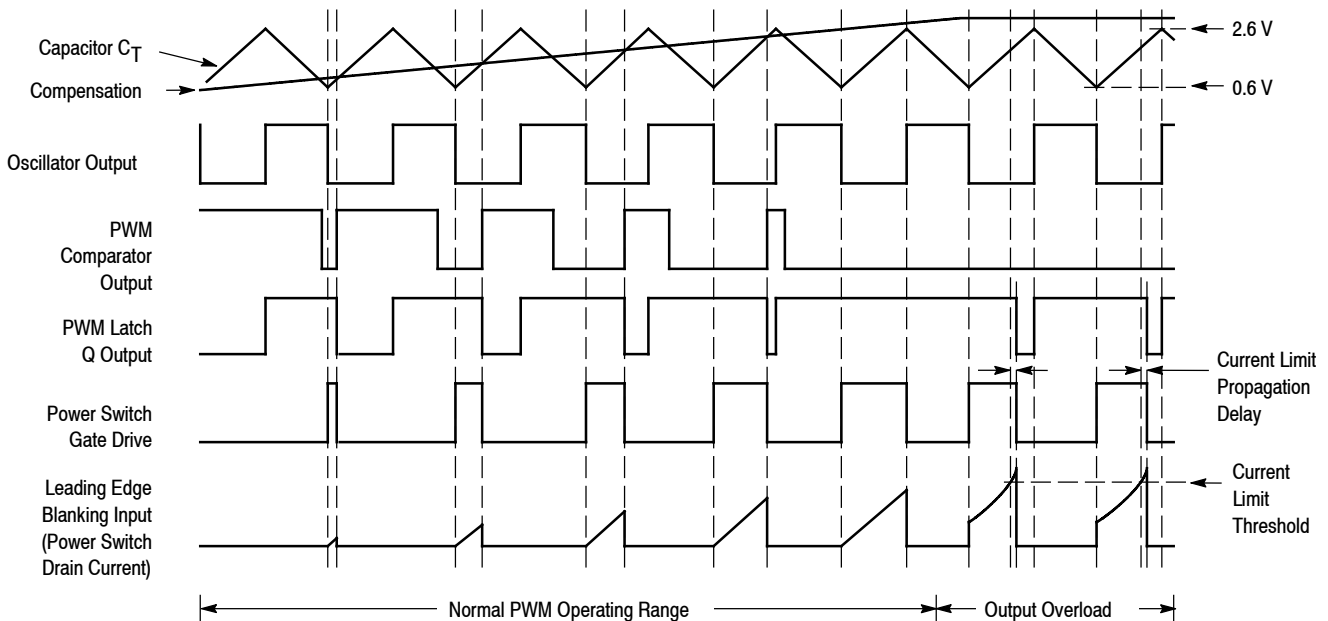 Capacitor CT
Compensation
2.6 V
0.6 V
Oscillator Output
PWM
Comparator
Output
PWM Latch
Q Output
Current Limit
Propagation
Delay
Power Switch
Gate Drive
Leading Edge
Blanking Input
(Power Switch
Drain Current)
Current
Limit
Threshold
Normal PWM Operating Range
Output Overload